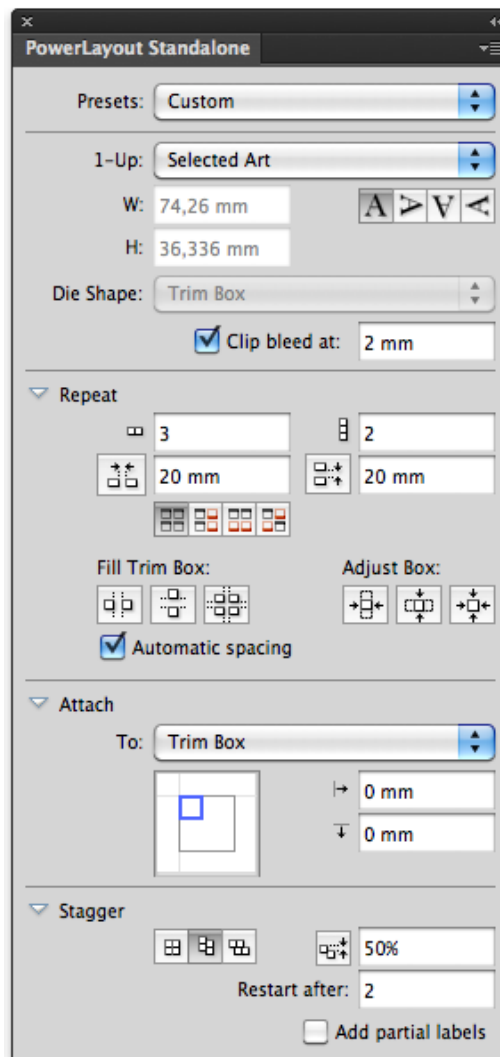 PowerLayout Standalone
Presets: Custom
1-Up: Selected Art
W: 74,26 mm
A A A A
H: 36,336 mm
Die Shape: Trim Box
Clip bleed at: 2 mm
Repeat
3 2
20 mm 20 mm
Fill Trim Box: Adjust Box:
Automatic spacing
Attach
To: Trim Box
0 mm
0 mm
Stagger
50%
Restart after: 2
Add partial labels